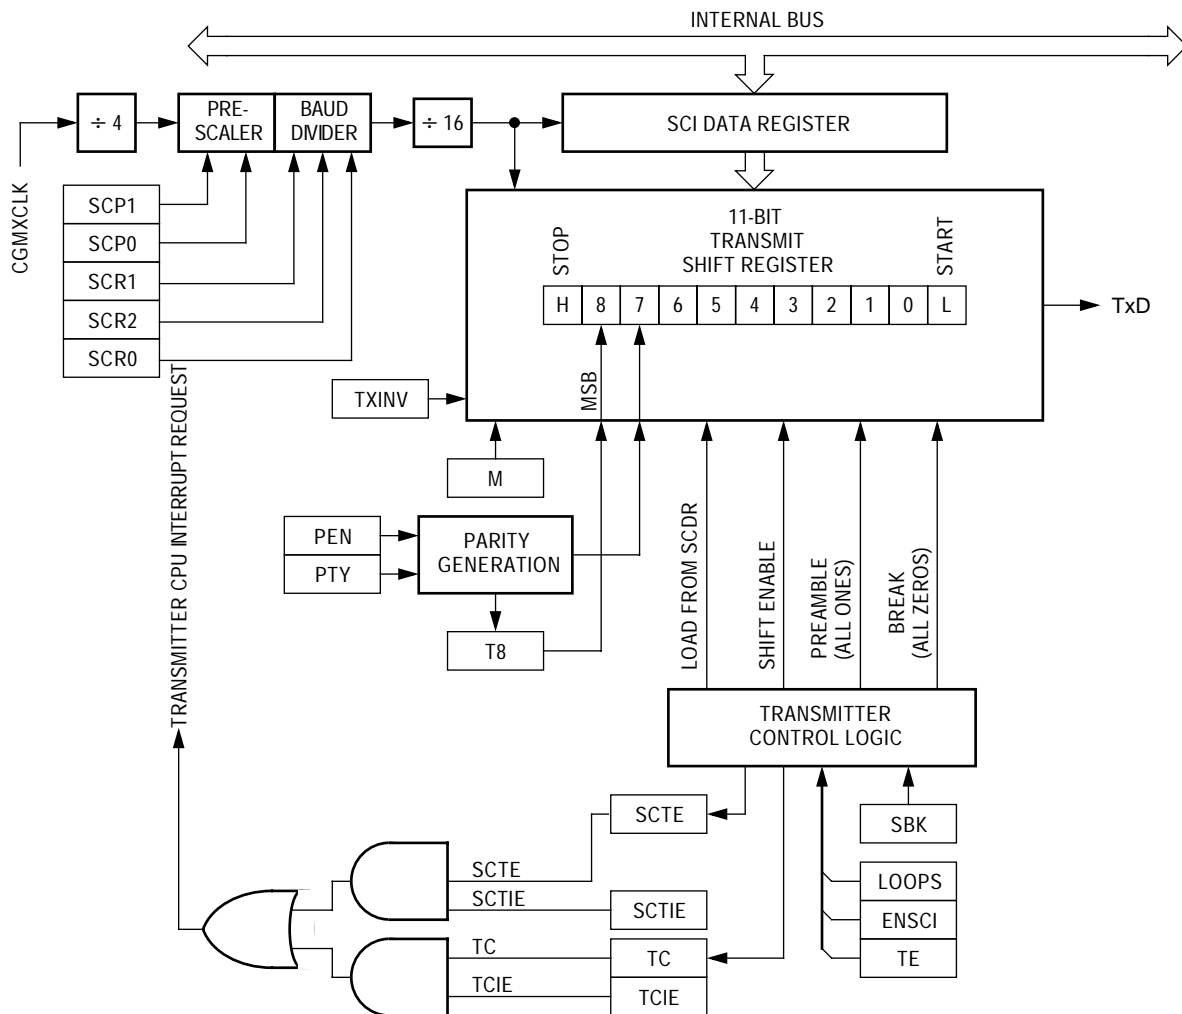 INTERNAL BUS
CGMXCLK
÷ 4
PRE-
SCALER
BAUD
DIVIDER
÷ 16
SCI DATA REGISTER
SCP1
SCP0
SCR1
SCR2
SCR0
11-BIT
TRANSMIT
SHIFT REGISTER
STOP
START
H 8 7 6 5 4 3 2 1 0 L
TxD
TXINV
MSB
M
TRANSMITTER CPU INTERRUPT REQUEST
PEN
PTY
PARITY
GENERATION
T8
LOAD FROM SCDR
SHIFT ENABLE
PREAMBLE
(ALL ONES)
BREAK
(ALL ZEROS)
TRANSMITTER
CONTROL LOGIC
SCTE
SBK
SCTE
SCTIE
SCTIE
LOOPS
ENSCI
TE
TC
TC
TCIE
TCIE